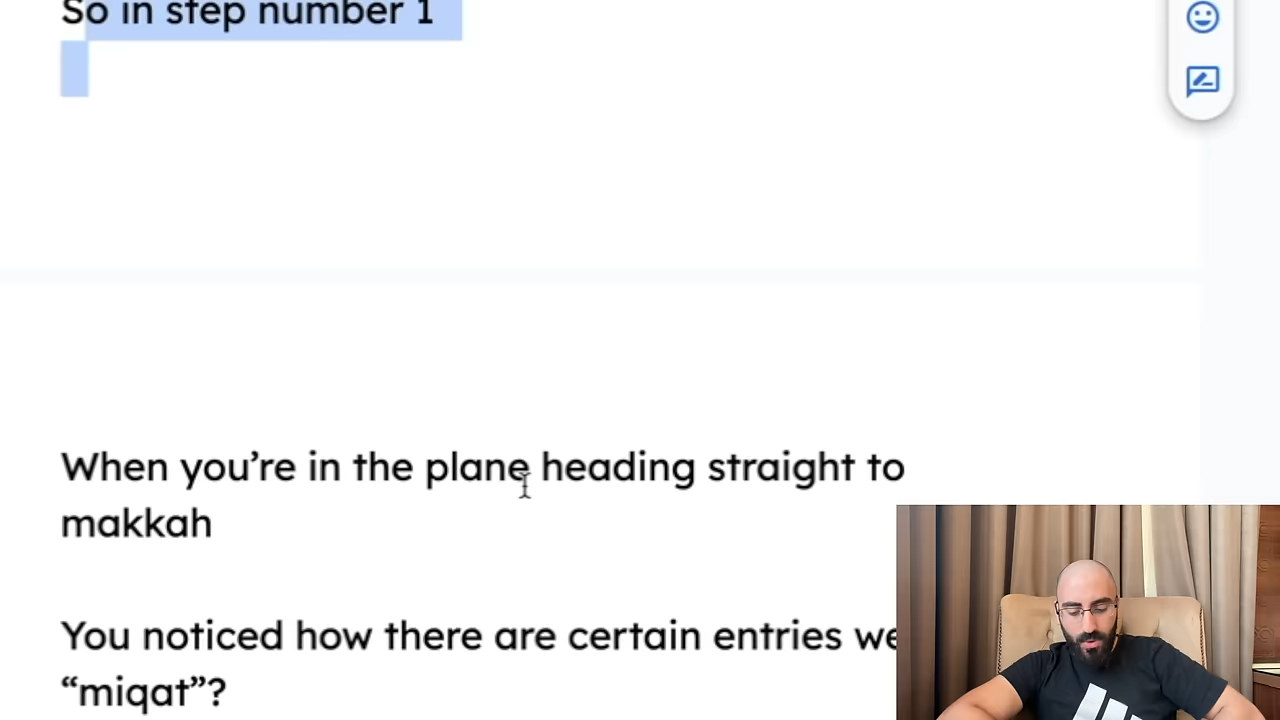 So in step number 1
When you're in the plane heading straight to
makkah
You noticed how there are certain entries we
“miqat”?